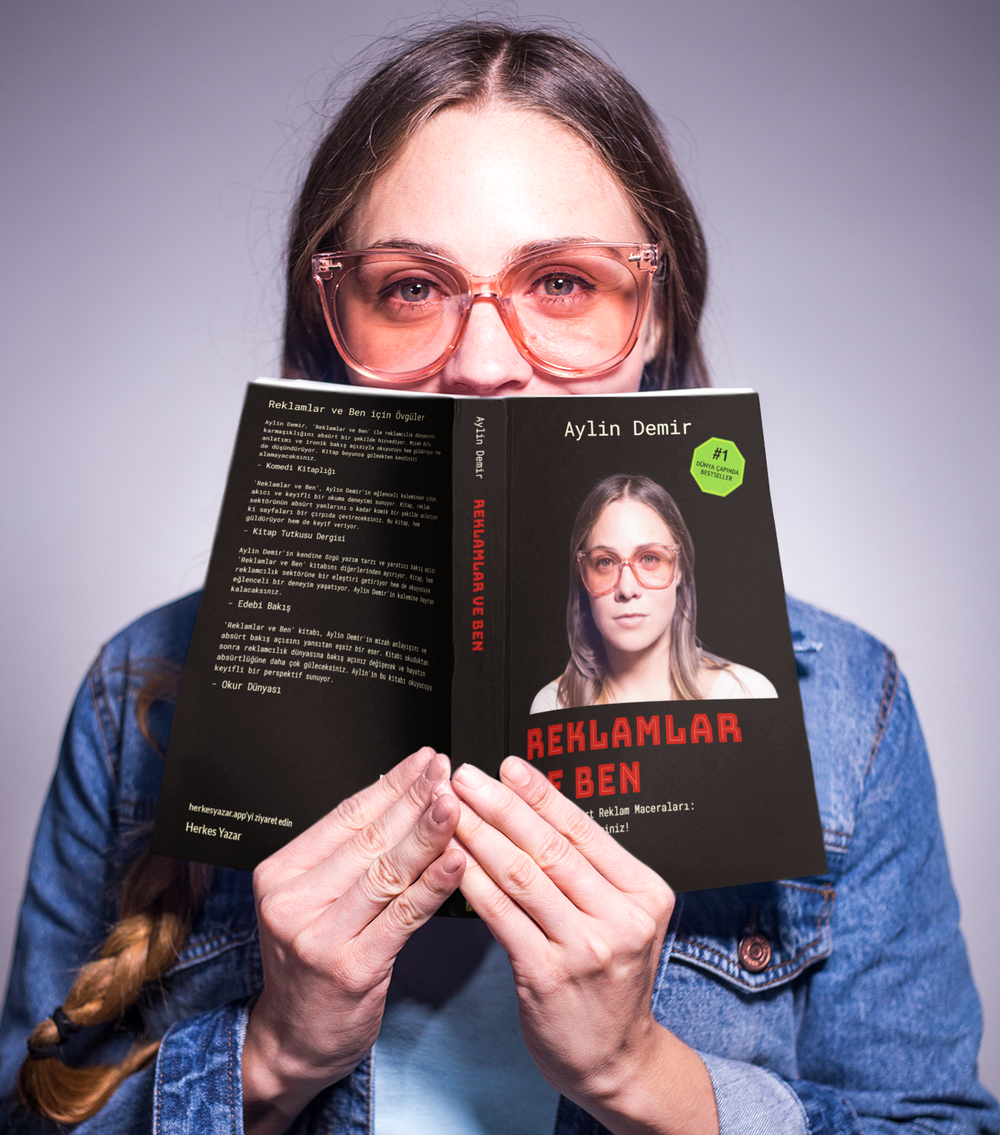 Reklamlar ve Ben için Övgüler
Aylin Demir, 'Reklamlar ve Ben' ile reklamcılık dünyasının
karmaşıklığını absürt bir şekilde hicvediyor. Mizah dolu
anlatımı ve ironik bakış açısıyla okuyucuyu hem güldürüyor hem
de düşündürüyor. Kitap boyunca gülmekten kendinizi
alamayacaksınız.
- Komedi Kitaplığı
'Reklamlar ve Ben', Aylin Demir'in eğlenceli kaleminden çıkan,
akıcı ve keyifli bir okuma deneyimi sunuyor. Kitap, reklam
sektörünün absürt yanlarını o kadar komik bir şekilde anlatıyor
ki sayfaları bir çırpıda çevireceksiniz. Bu kitap, hem
güldürüyor hem de keyif veriyor.
- Kitap Tutkusu Dergisi
Aylin Demir'in kendine özgü yazım tarzı ve yaratıcı bakış açısı
'Reklamlar ve Ben' kitabını diğerlerinden ayırıyor. Kitap, hem
reklamcılık sektörüne bir eleştiri getiriyor hem de okuyucuya
eğlenceli bir deneyim yaşatıyor. Aylin Demir'in kalemine hayran
kalacaksınız.
- Edebi Bakış
'Reklamlar ve Ben' kitabı, Aylin Demir'in mizah anlayışını ve
absürt bakış açısını yansıtan eşsiz bir eser. Kitabı okuduktan
sonra reklamcılık dünyasına bakış açınız değişecek ve hayatın
absürtlüğüne daha çok güleceksiniz. Aylin'in bu kitabı okuyucuya
keyifli bir perspektif sunuyor.
- Okur Dünyası
herkesyazar.app'yi ziyaret edin
Herkes Yazar
Aylin Demir
REKLAMLAR VE BEN
Aylin Demir
#1
DÜNYA ÇAPINDA
BESTSELLER
REKLAMLAR
BEN
Reklam Maceraları: